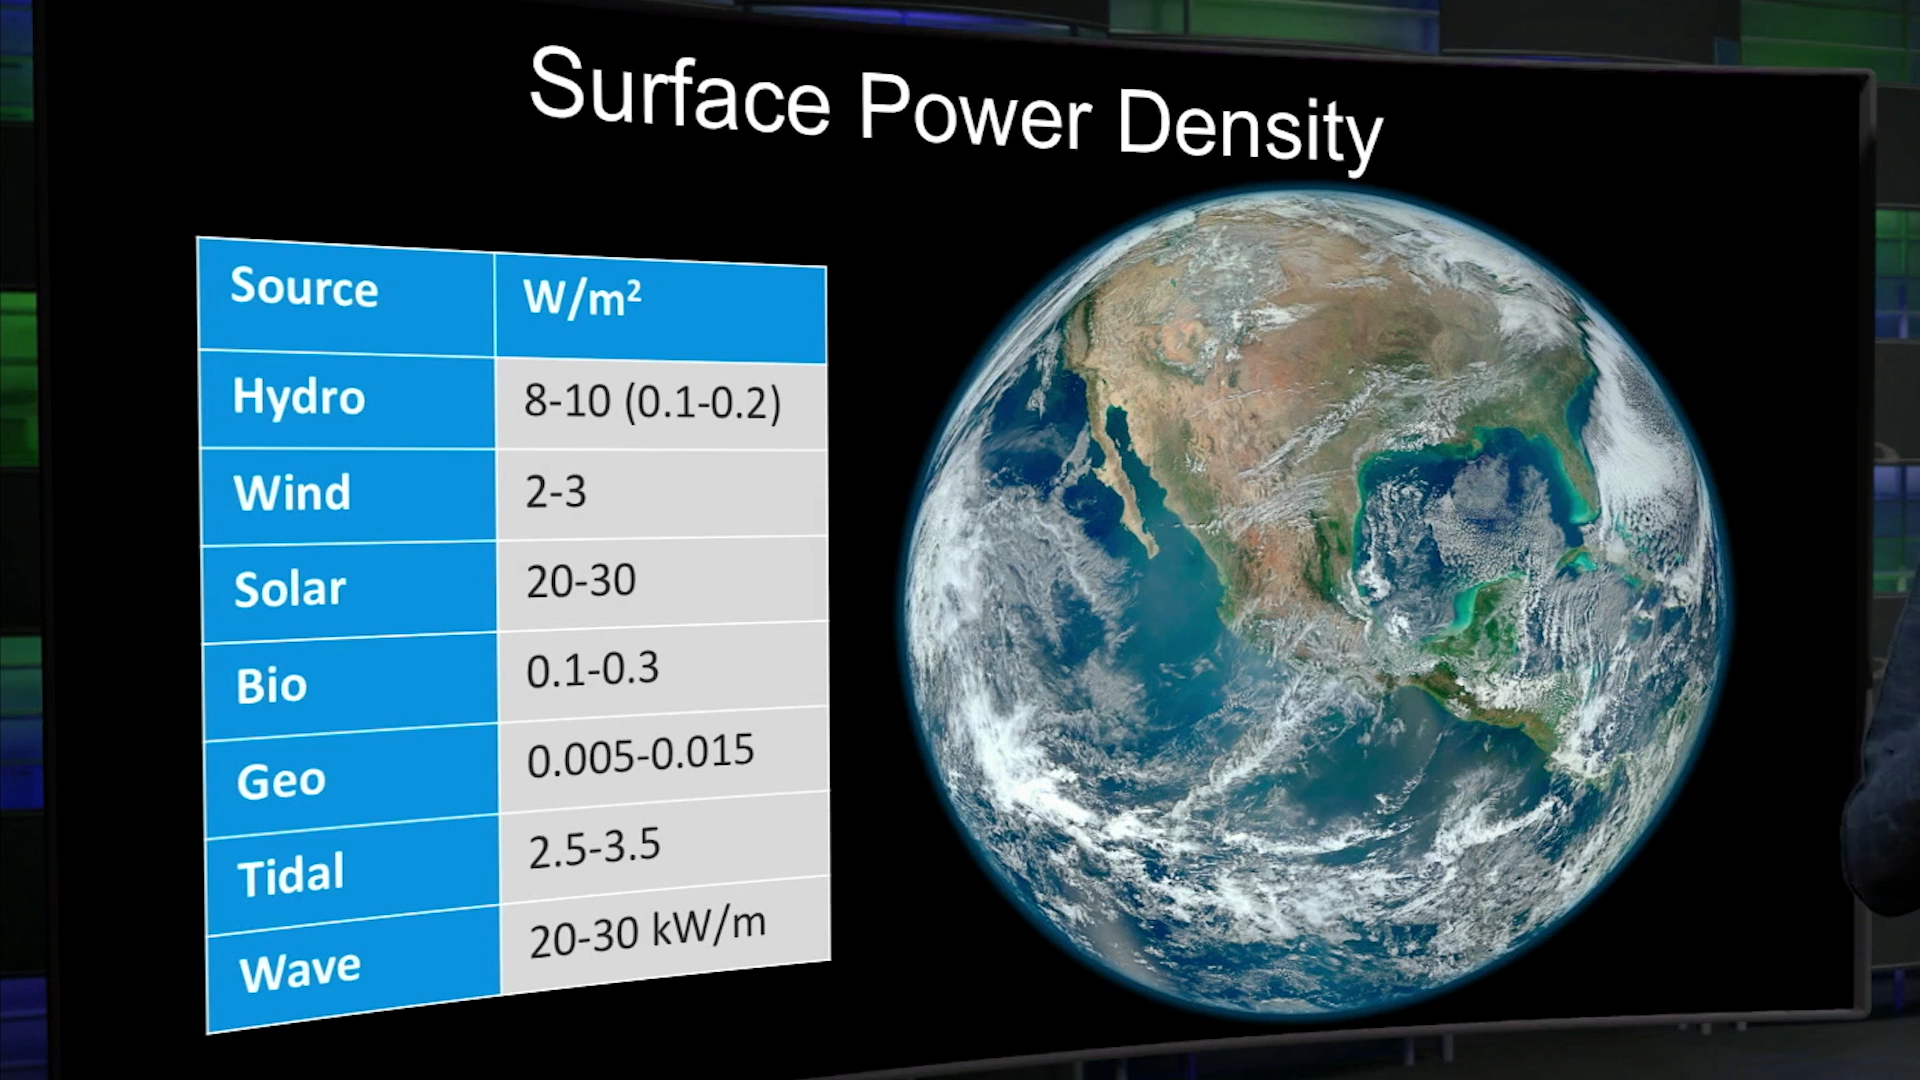 Surface Power Density
Source W/m²
Hydro 8-10 (0.1-0.2)
Wind 2-3
Solar 20-30
Bio 0.1-0.3
Geo 0.005-0.015
Tidal 2.5-3.5
Wave 20-30 kW/m